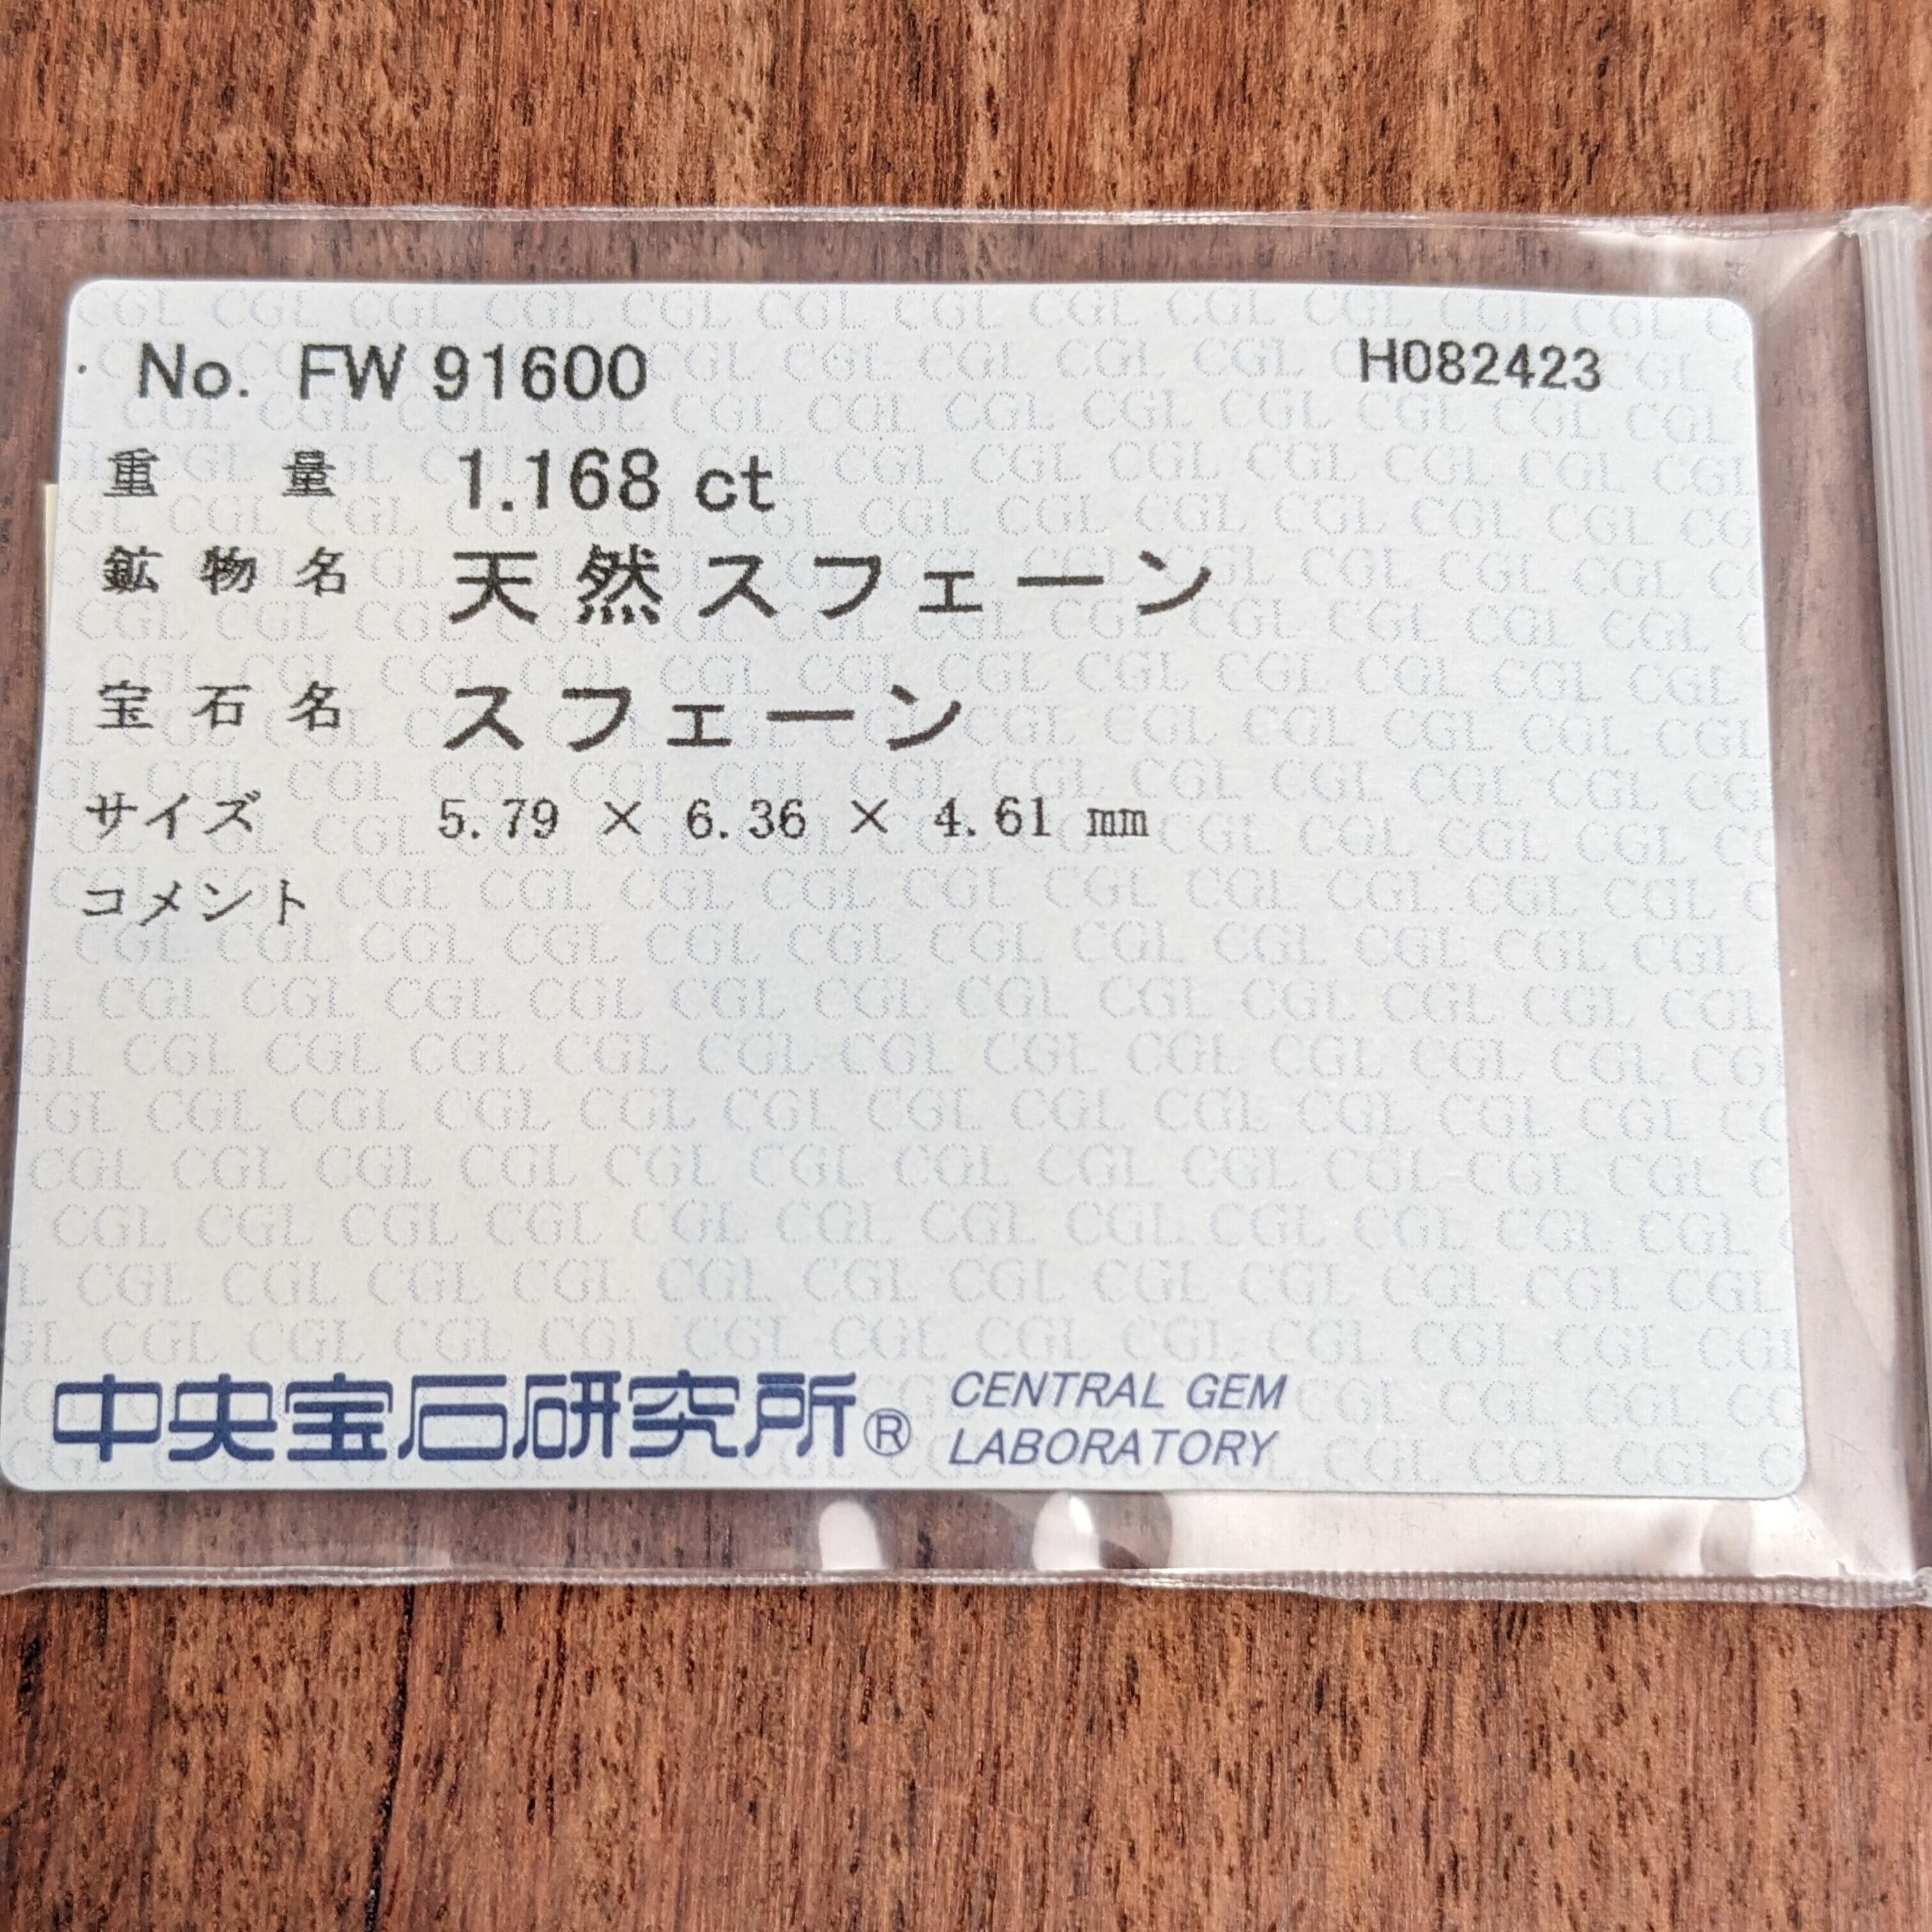 No. FW 91600 H082423
重量 1.168 ct
鉱物名 天然スフェーン
宝石名 スフェーン
サイズ 5.79 × 6.36 × 4.61 mm
コメント
中央宝石研究所® CENTRAL GEM
LABORATORY